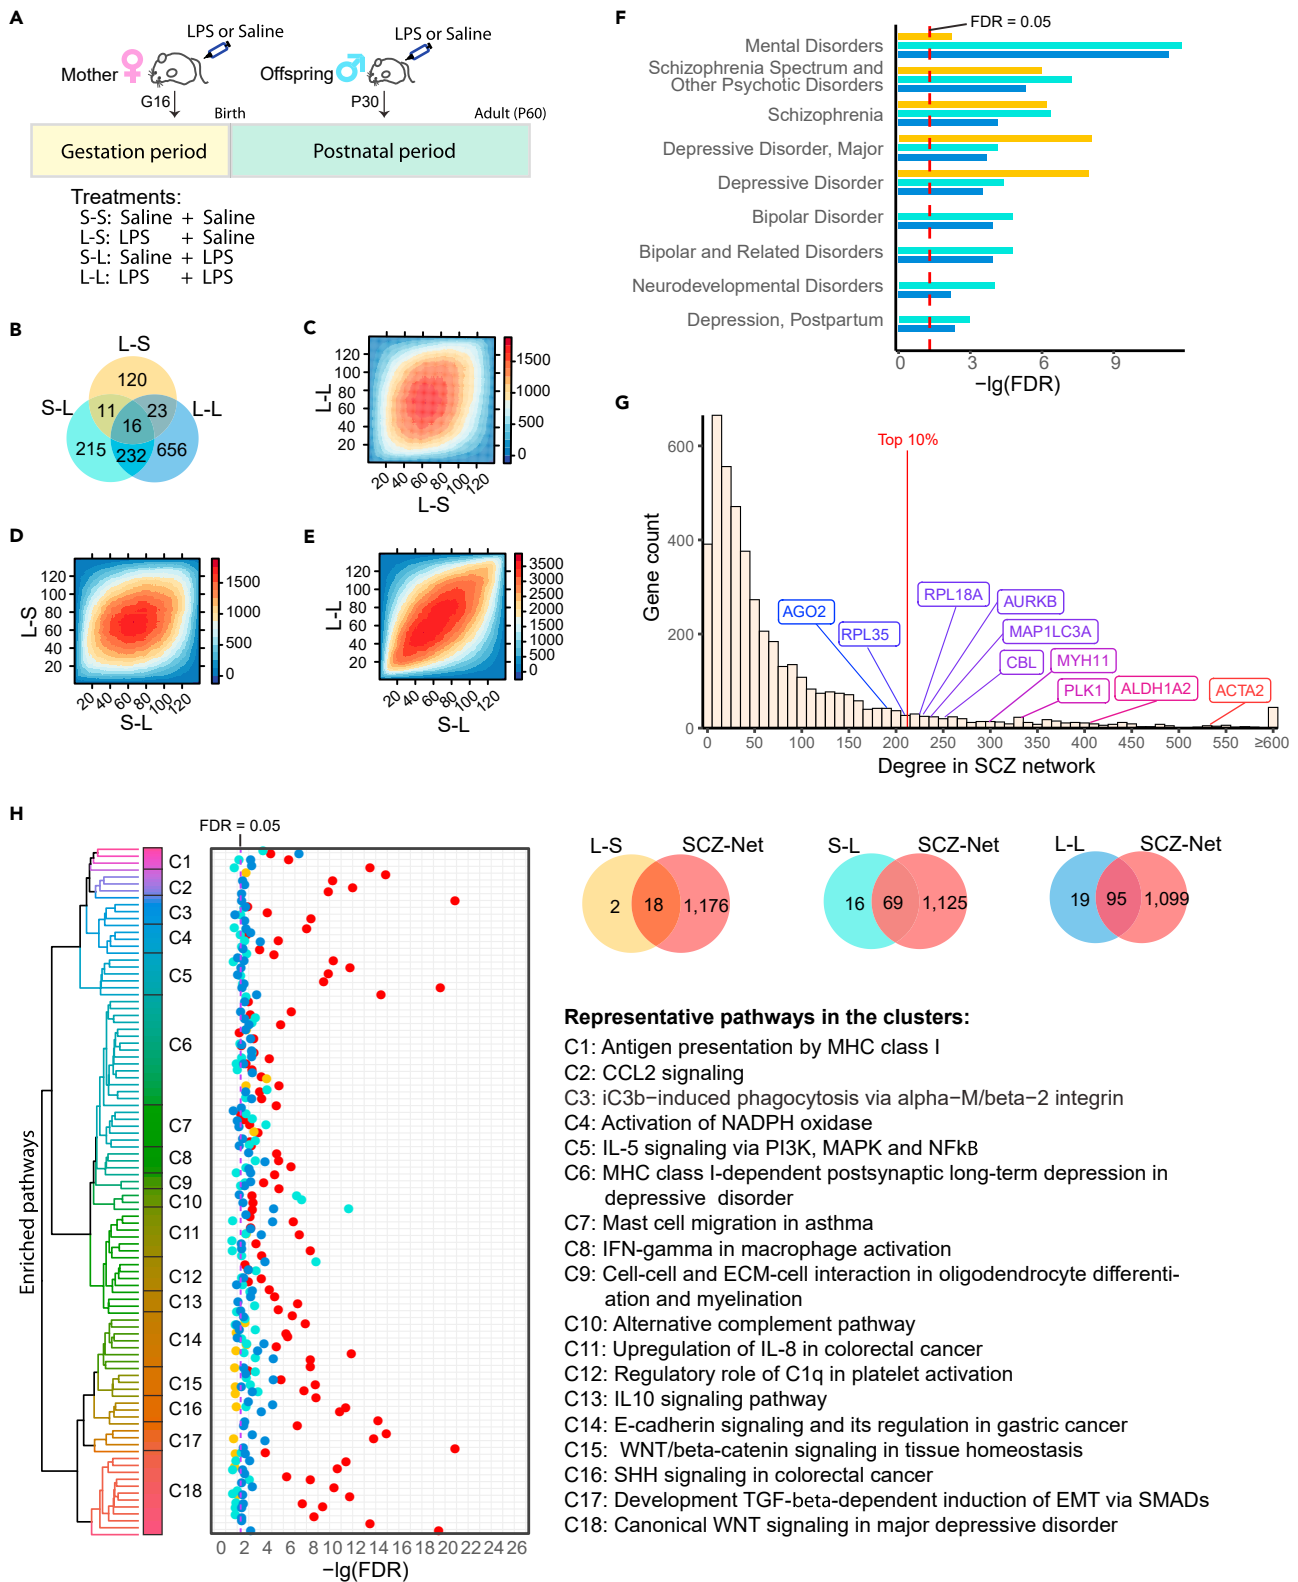 A
LPS or Saline
LPS or Saline
Mother
Offspring
G16
P30
Birth
Adult (P60)
Gestation period
Postnatal period
Treatments:
S-S: Saline + Saline
L-S: LPS + Saline
S-L: Saline + LPS
L-L: LPS + LPS
B
L-S
120
S-L
11
23
L-L
16
215
232
656
C
L-L
120
100
80
60
40
20
20 40 60 80 100 120
L-S
1500
1000
500
0
D
L-S
120
100
80
60
40
20
20 40 60 80 100 120
S-L
1500
1000
500
0
E
L-L
120
100
80
60
40
20
20 40 60 80 100 120
S-L
3500
3000
2500
2000
1500
1000
500
0
F
FDR = 0.05
Mental Disorders
Schizophrenia Spectrum and
Other Psychotic Disorders
Schizophrenia
Depressive Disorder, Major
Depressive Disorder
Bipolar Disorder
Bipolar and Related Disorders
Neurodevelopmental Disorders
Depression, Postpartum
0 3 6 9
−lg(FDR)
G
Top 10%
Gene count
600
400
200
0
AGO2
RPL35
RPL18A
AURKB
MAP1LC3A
CBL
MYH11
PLK1
ALDH1A2
ACTA2
0 50 100 150 200 250 300 350 400 450 500 550 ≥600
Degree in SCZ network
H
FDR = 0.05
Enriched pathways
C1
C2
C3
C4
C5
C6
C7
C8
C9
C10
C11
C12
C13
C14
C15
C16
C17
C18
0 2 4 6 8 10 12 14 16 18 20 22 24 26
−lg(FDR)
L-S SCZ-Net
2 18 1,176
S-L SCZ-Net
16 69 1,125
L-L SCZ-Net
19 95 1,099
Representative pathways in the clusters:
C1: Antigen presentation by MHC class I
C2: CCL2 signaling
C3: iC3b−induced phagocytosis via alpha−M/beta−2 integrin
C4: Activation of NADPH oxidase
C5: IL-5 signaling via PI3K, MAPK and NFkB
C6: MHC class I-dependent postsynaptic long-term depression in
depressive disorder
C7: Mast cell migration in asthma
C8: IFN-gamma in macrophage activation
C9: Cell-cell and ECM-cell interaction in oligodendrocyte differenti-
ation and myelination
C10: Alternative complement pathway
C11: Upregulation of IL-8 in colorectal cancer
C12: Regulatory role of C1q in platelet activation
C13: IL10 signaling pathway
C14: E-cadherin signaling and its regulation in gastric cancer
C15: WNT/beta-catenin signaling in tissue homeostasis
C16: SHH signaling in colorectal cancer
C17: Development TGF-beta-dependent induction of EMT via SMADs
C18: Canonical WNT signaling in major depressive disorder